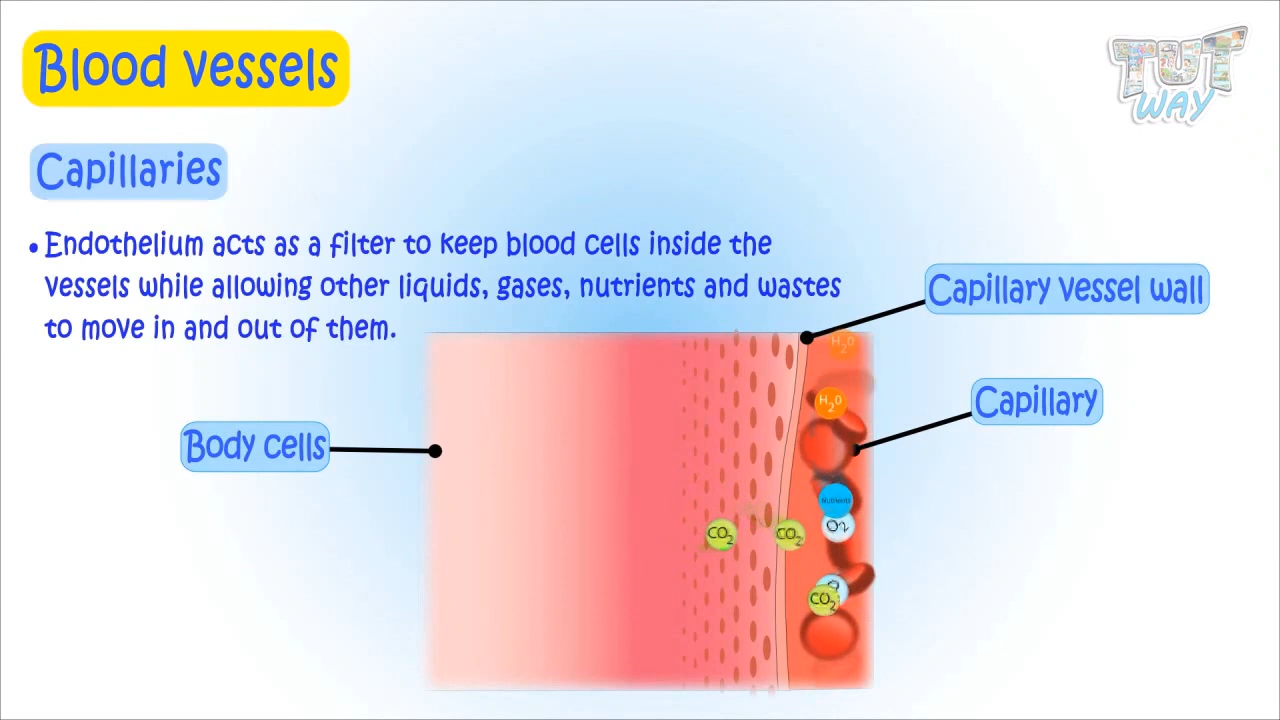 Blood vessels
TUT
WAY
Capillaries
• Endothelium acts as a filter to keep blood cells inside the
vessels while allowing other liquids, gases, nutrients and wastes
to move in and out of them.
Capillary vessel wall
H₂O
Capillary
H₂O
Body cells
Nutrients
O₂
CO₂
CO₂
CO₂